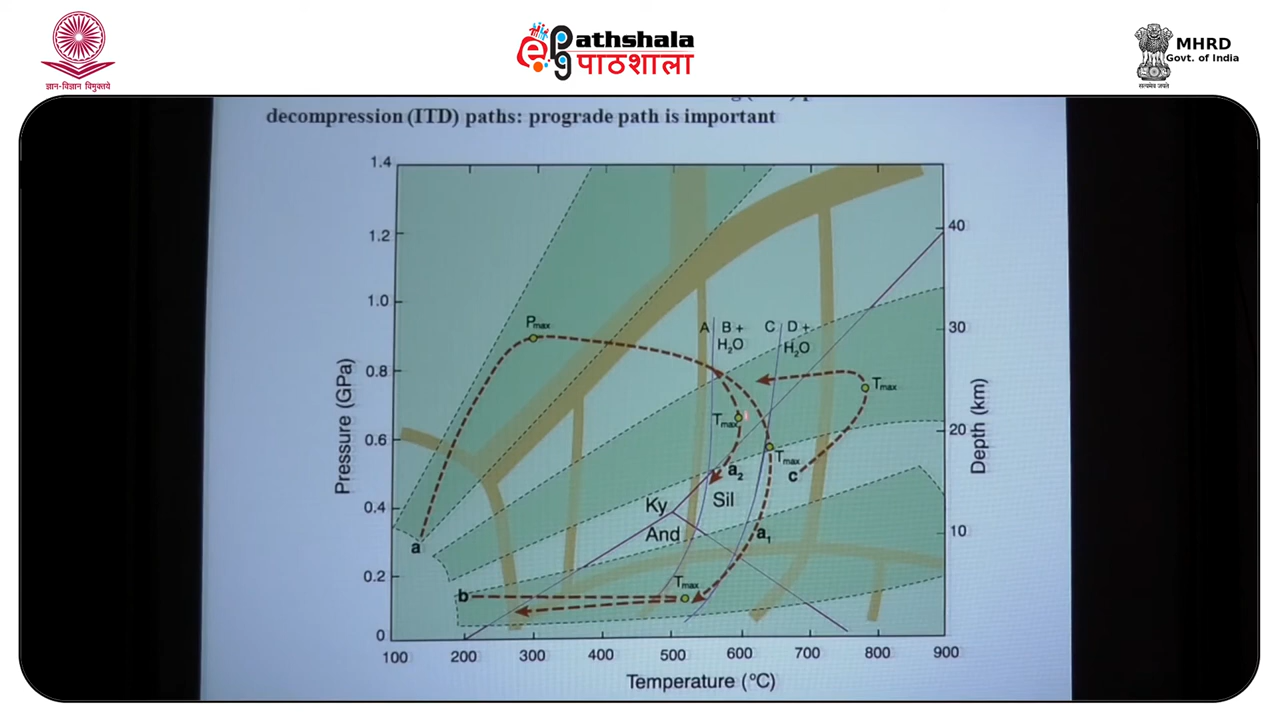 ज्ञान-विज्ञान विमुक्तये
epg Pathshala
पाठशाला
MHRD
Govt. of India
सत्यमेव जयते
decompression (ITD) paths: prograde path is important
1.4
1.2
1.0
0.8
0.6
0.4
0.2
0
Pressure (GPa)
40
30
20
10
Depth (km)
Pmax
A
B +
H2O
C
D +
H2O
Tmax
Tmax
Tmax
a2
c
Ky
Sil
And
a1
a
b
Tmax
100
200
300
400
500
600
700
800
900
Temperature (°C)